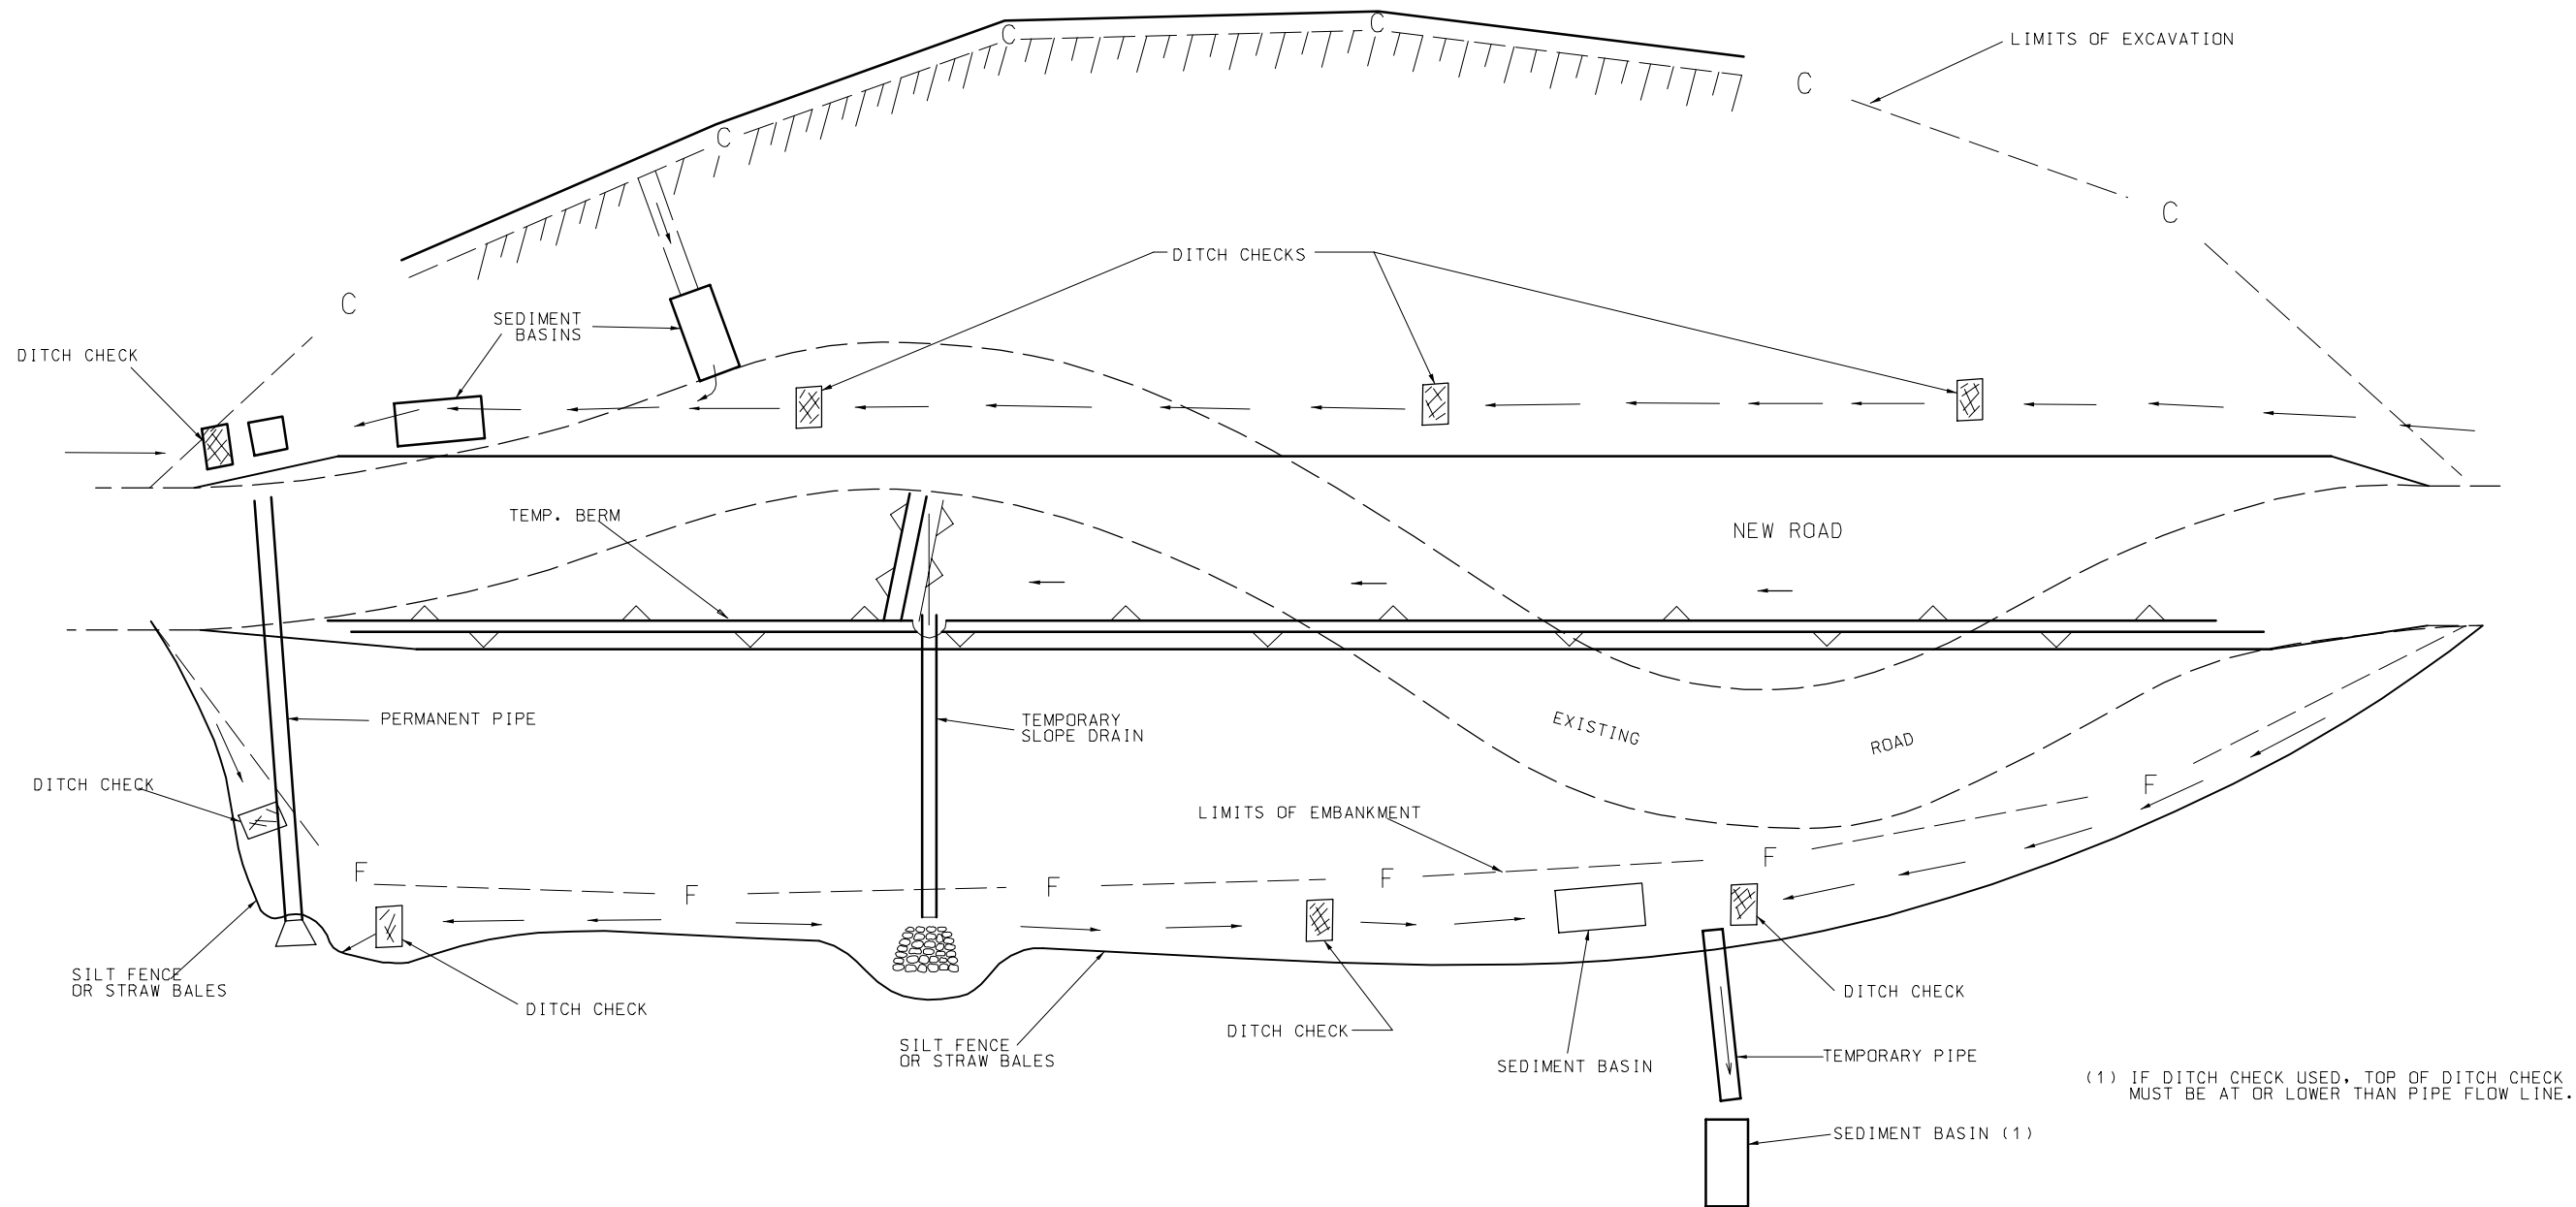 C
C
LIMITS OF EXCAVATION
C
C
C
C
DITCH CHECKS
SEDIMENT
BASINS
DITCH CHECK
TEMP. BERM
NEW ROAD
PERMANENT PIPE
TEMPORARY
SLOPE DRAIN
EXISTING
ROAD
DITCH CHECK
F
LIMITS OF EMBANKMENT
F
F
F
F
F
SILT FENCE
OR STRAW BALES
DITCH CHECK
DITCH CHECK
DITCH CHECK
SILT FENCE
OR STRAW BALES
SEDIMENT BASIN
TEMPORARY PIPE
(1) IF DITCH CHECK USED, TOP OF DITCH CHECK
MUST BE AT OR LOWER THAN PIPE FLOW LINE.
SEDIMENT BASIN (1)